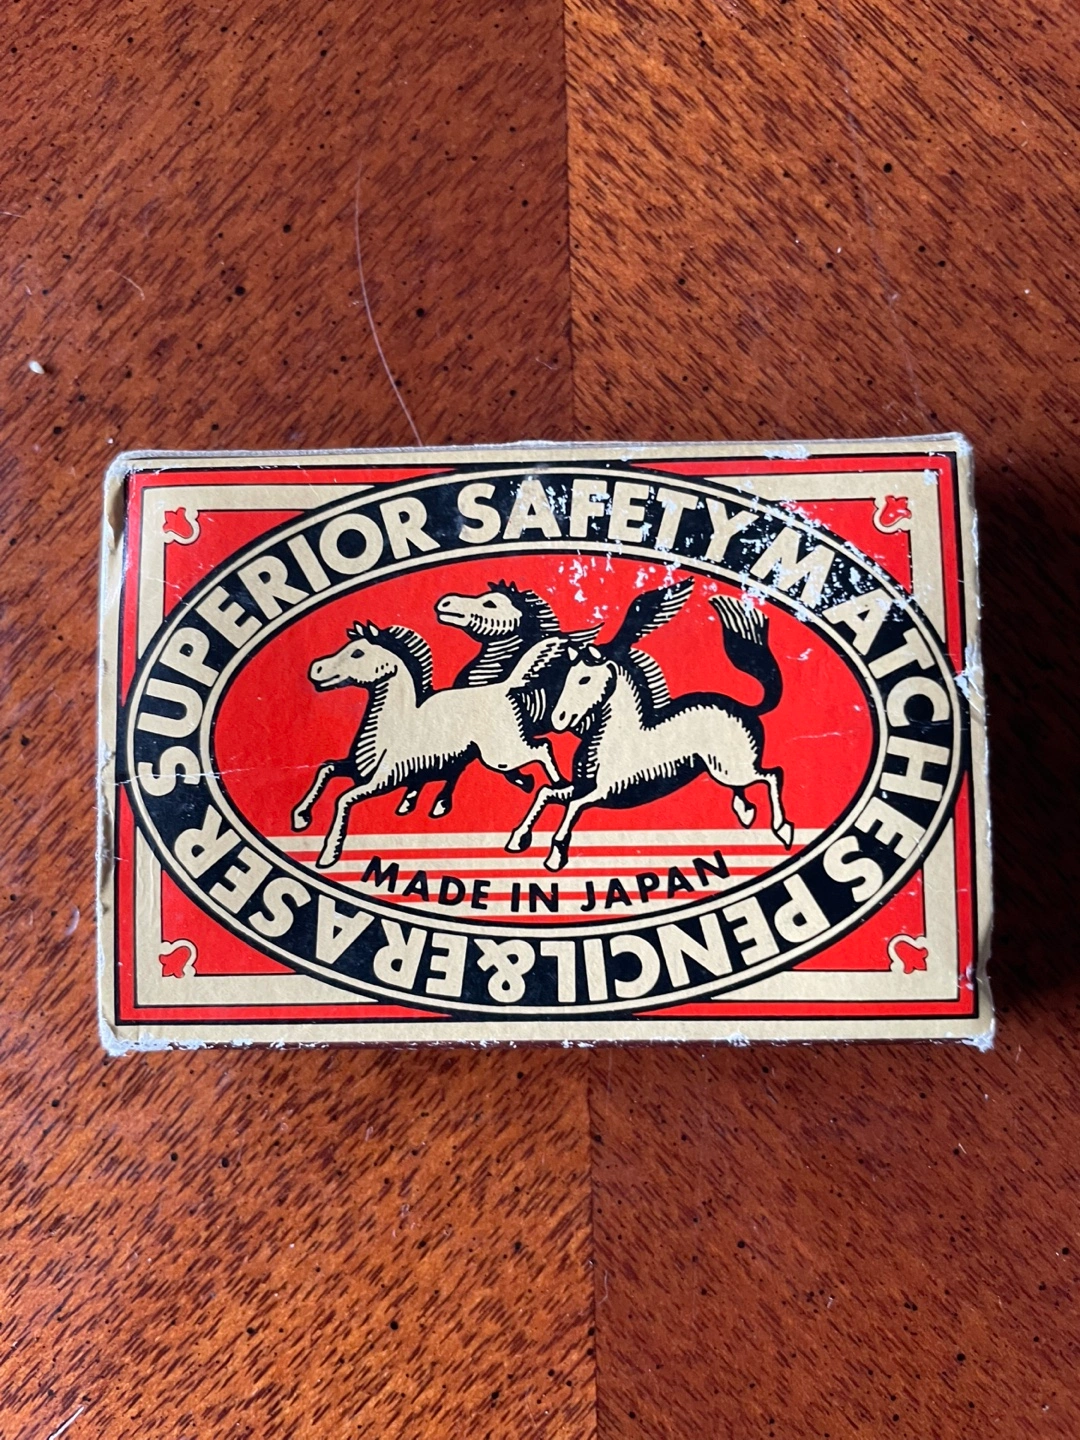 SUPERIOR SAFETY MATCHES PENCIL & ERASER
MADE IN JAPAN